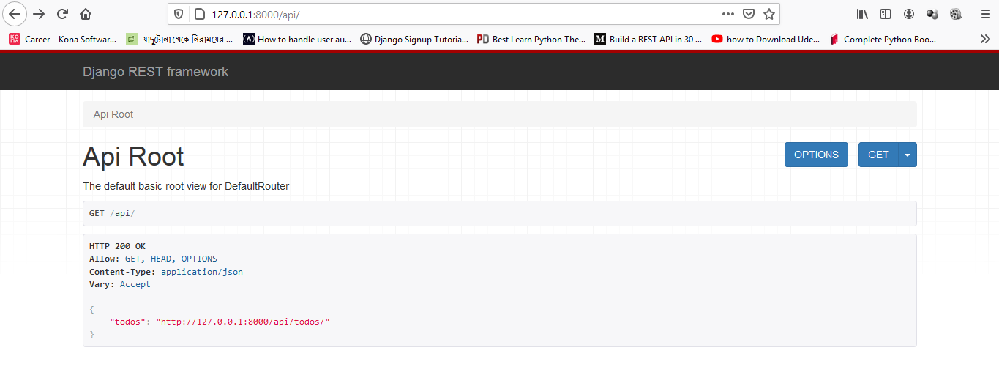 127.0.0.1:8000/api/
Career – Kona Softwar... যাদুটোনা থেকে নিরাময়ের ... How to handle user au... Django Signup Tutoria... PD Best Learn Python The... M Build a REST API in 30 ... how to Download Ude... Complete Python Boo...
Django REST framework
Api Root
Api Root
OPTIONS GET
The default basic root view for DefaultRouter
GET /api/
HTTP 200 OK
Allow: GET, HEAD, OPTIONS
Content-Type: application/json
Vary: Accept
{
"todos": "http://127.0.0.1:8000/api/todos/"
}